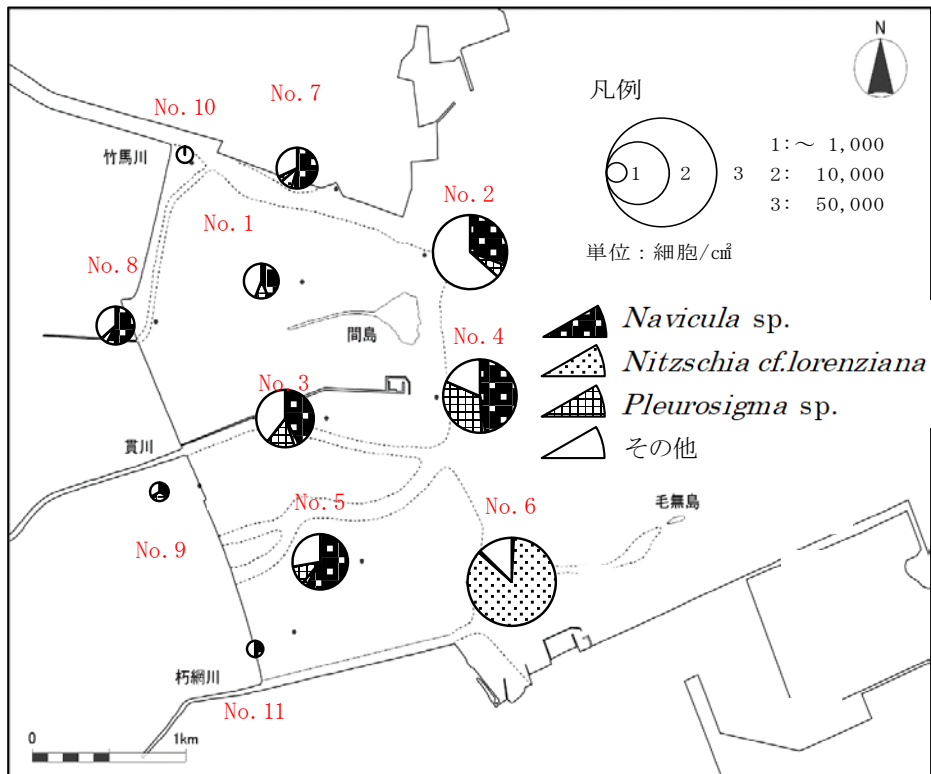 N
No.7
No.10
凡例
竹馬川
1:～ 1,000
1 2 3
2: 10,000
3: 50,000
No.2
No.1
単位：細胞/c㎡
No.8
Navicula sp.
間島
No.4
Nitzschia cf.lorenziana
No.3
Pleurosigma sp.
その他
貫川
No.5
No.6
毛無島
No.9
朽網川
No.11
0 1km